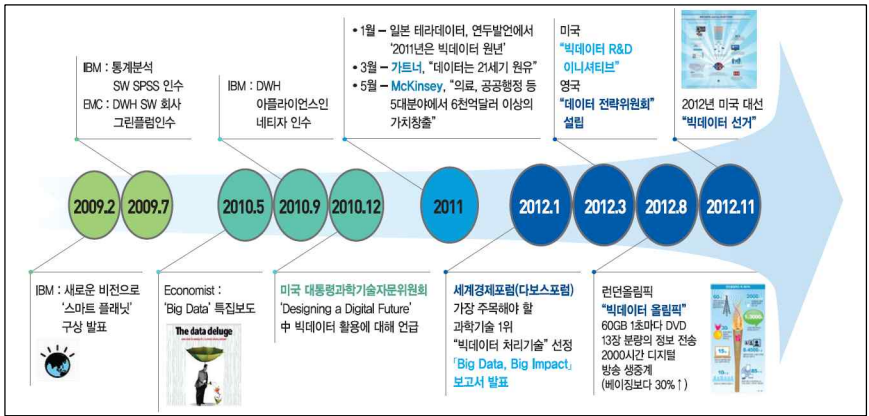 IBM : 통계분석
SW SPSS 인수
EMC : DWH SW 회사
그린플럼인수
IBM : DWH
아플라이언스인
네티자 인수
• 1월 – 일본 테라데이터, 연두발언에서
‘2011년은 빅데이터 원년’
• 3월 – 가트너, “데이터는 21세기 원유”
• 5월 – McKinsey, “의료, 공공행정 등
5대분야에서 6천억달러 이상의
가치창출”
미국
“빅데이터 R&D
이니셔티브”
영국
“데이터 전략위원회”
설립
2012년 미국 대선
“빅데이터 선거”
2009.2
2009.7
2010.5
2010.9
2010.12
2011
2012.1
2012.3
2012.8
2012.11
IBM : 새로운 비전으로
‘스마트 플래닛’
구상 발표
Economist :
‘Big Data’ 특집보도
The data deluge
미국 대통령과학기술자문위원회
‘Designing a Digital Future’
中 빅데이터 활용에 대해 언급
세계경제포럼(다보스포럼)
가장 주목해야 할
과학기술 1위
“빅데이터 처리기술” 선정
「Big Data, Big Impact」
보고서 발표
런던올림픽
“빅데이터 올림픽”
60GB 1초마다 DVD
13장 분량의 정보 전송
2000시간 디지털
방송 생중계
(베이징보다 30%↑)